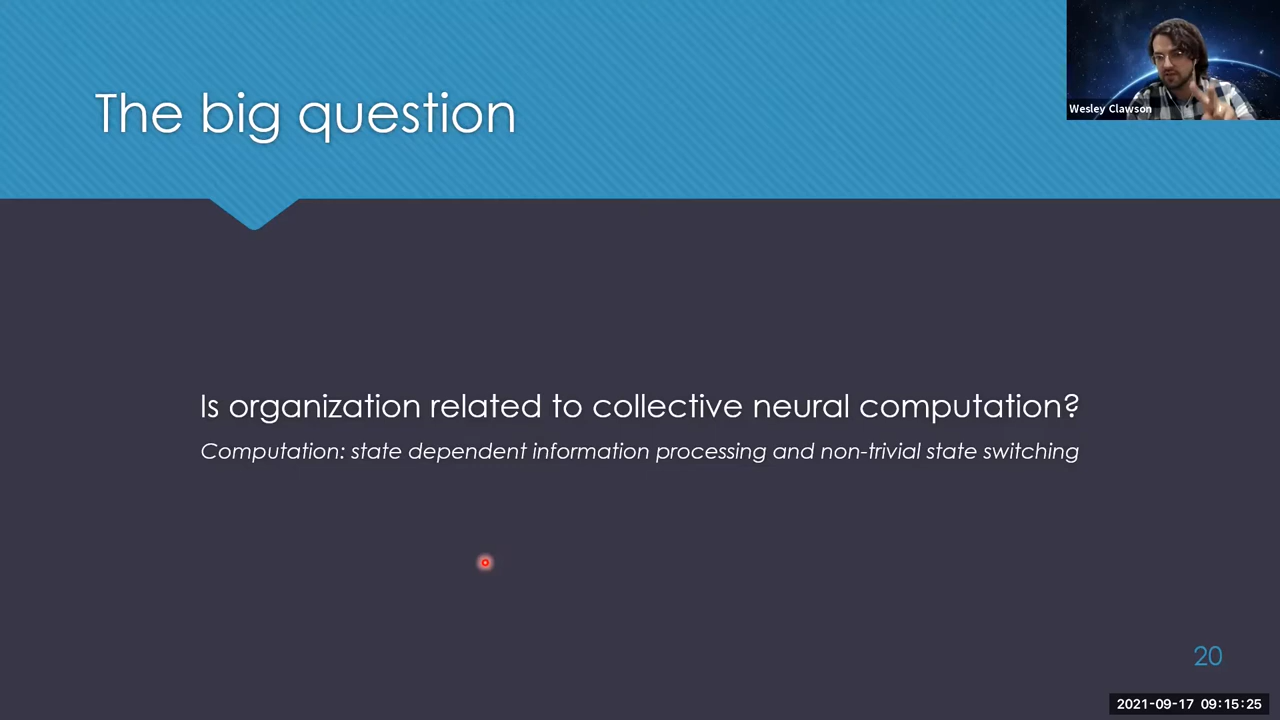 The big question
Wesley Clawson
Is organization related to collective neural computation?
Computation: state dependent information processing and non-trivial state switching
20
2021-09-17 09:15:25